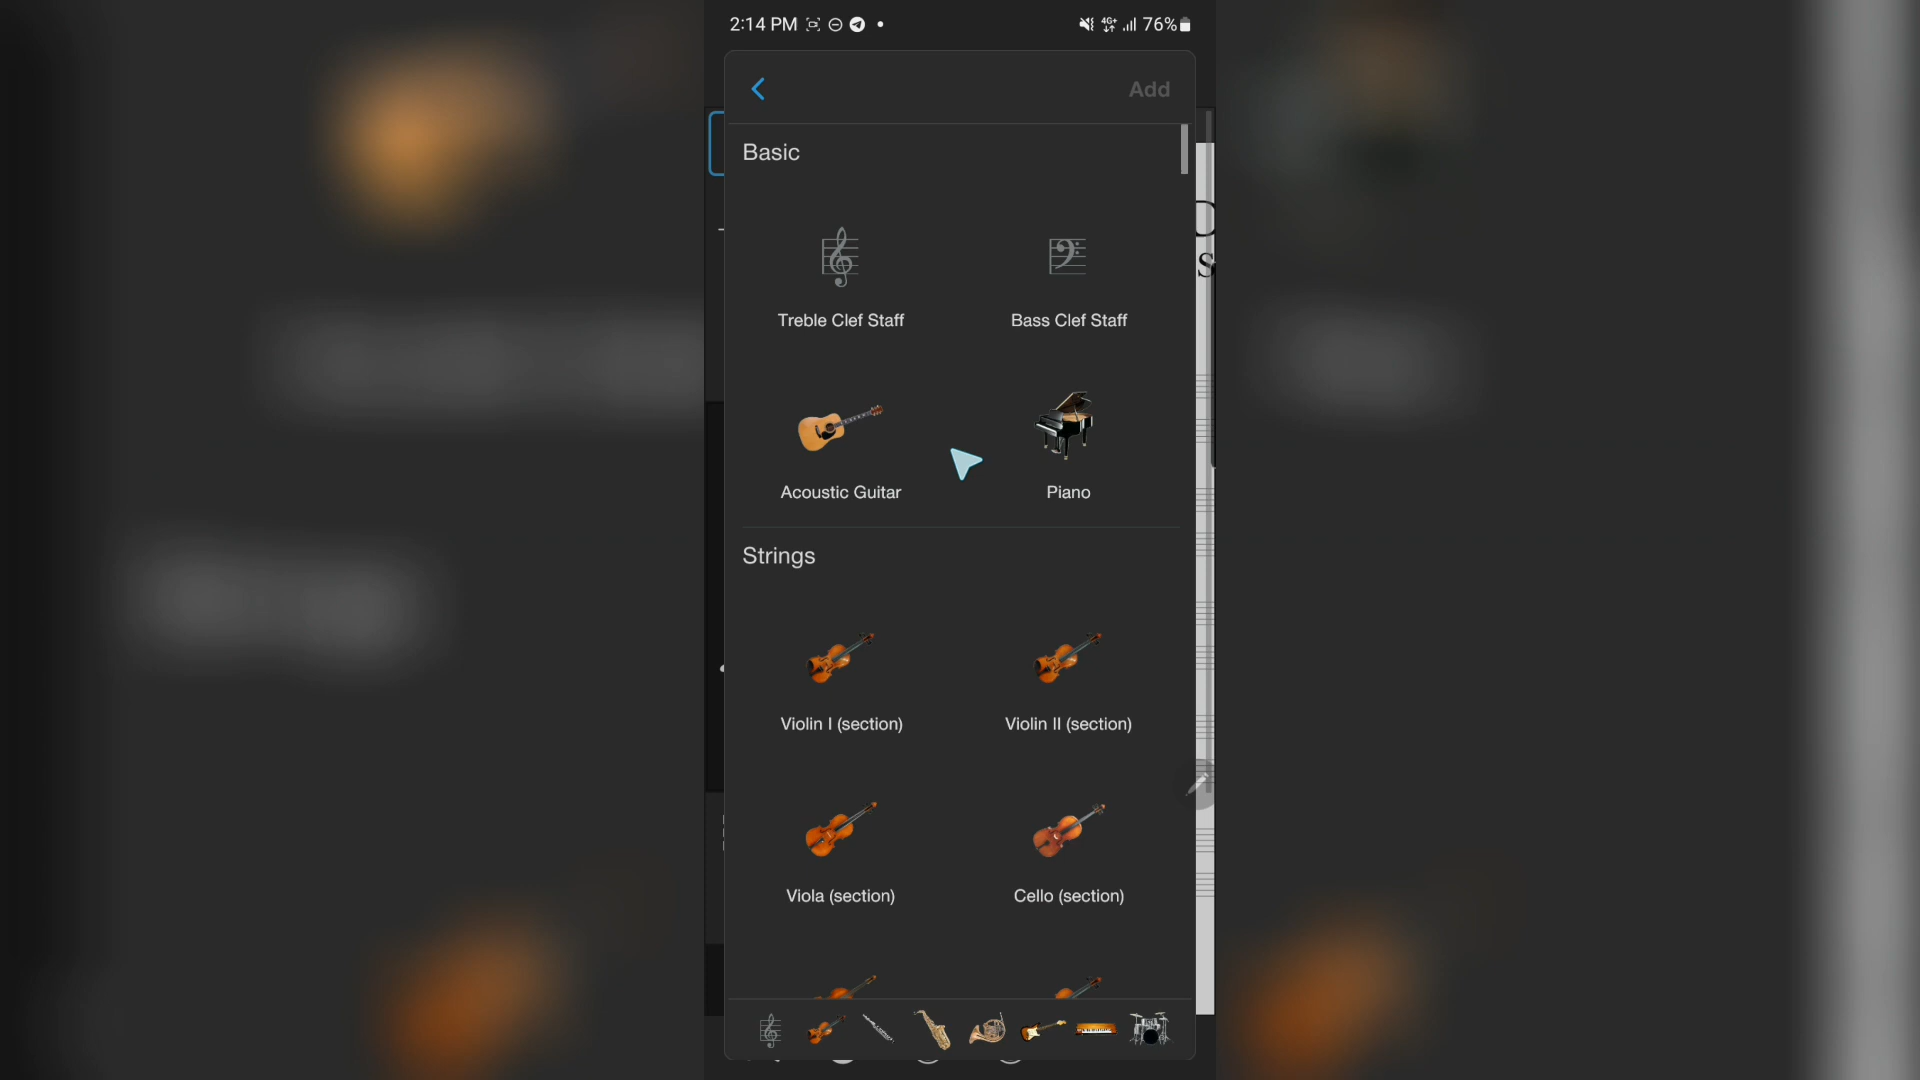 2:14 PM
4G+
76%
Add
Basic
Treble Clef Staff
Bass Clef Staff
Acoustic Guitar
Piano
Strings
Violin I (section)
Violin II (section)
Viola (section)
Cello (section)